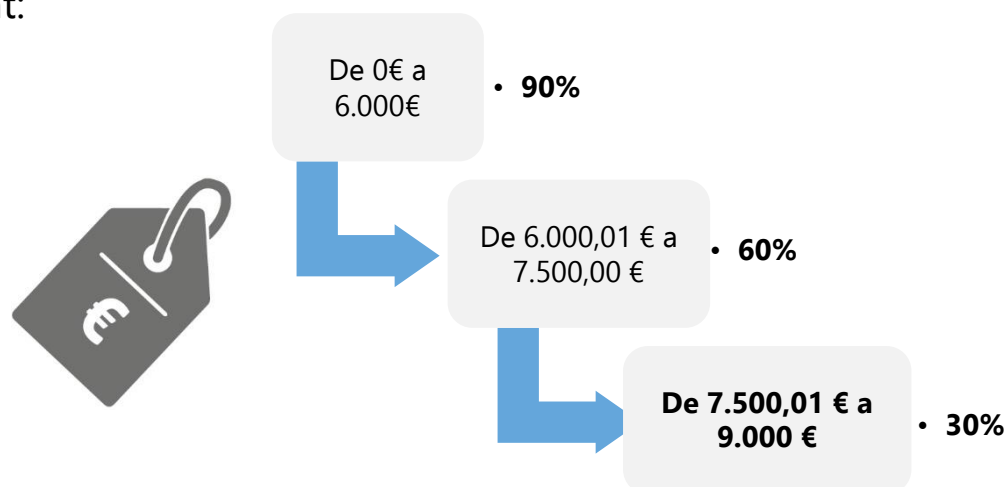 De 0€ a
6.000€
• 90%
De 6.000,01 € a
7.500,00 €
• 60%
De 7.500,01 € a
9.000 €
• 30%
€